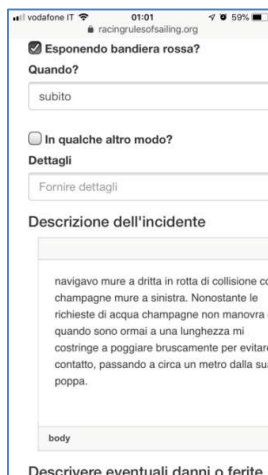 vodafone IT 01:01 59%
racingrulesofsailing.org
Esponendo bandiera rossa?
Quando?
subito
In qualche altro modo?
Dettagli
Fornire dettagli
Descrizione dell'incidente
navigavo mure a dritta in rotta di collisione co
champagne mure a sinistra. Nonostante le
richieste di acqua champagne non manovra
quando sono ormai a una lunghezza mi
costringe a poggiare bruscamente per evitare
contatto, passando a circa un metro dalla sua
poppa.
body
Descrivere eventuali danni o ferite